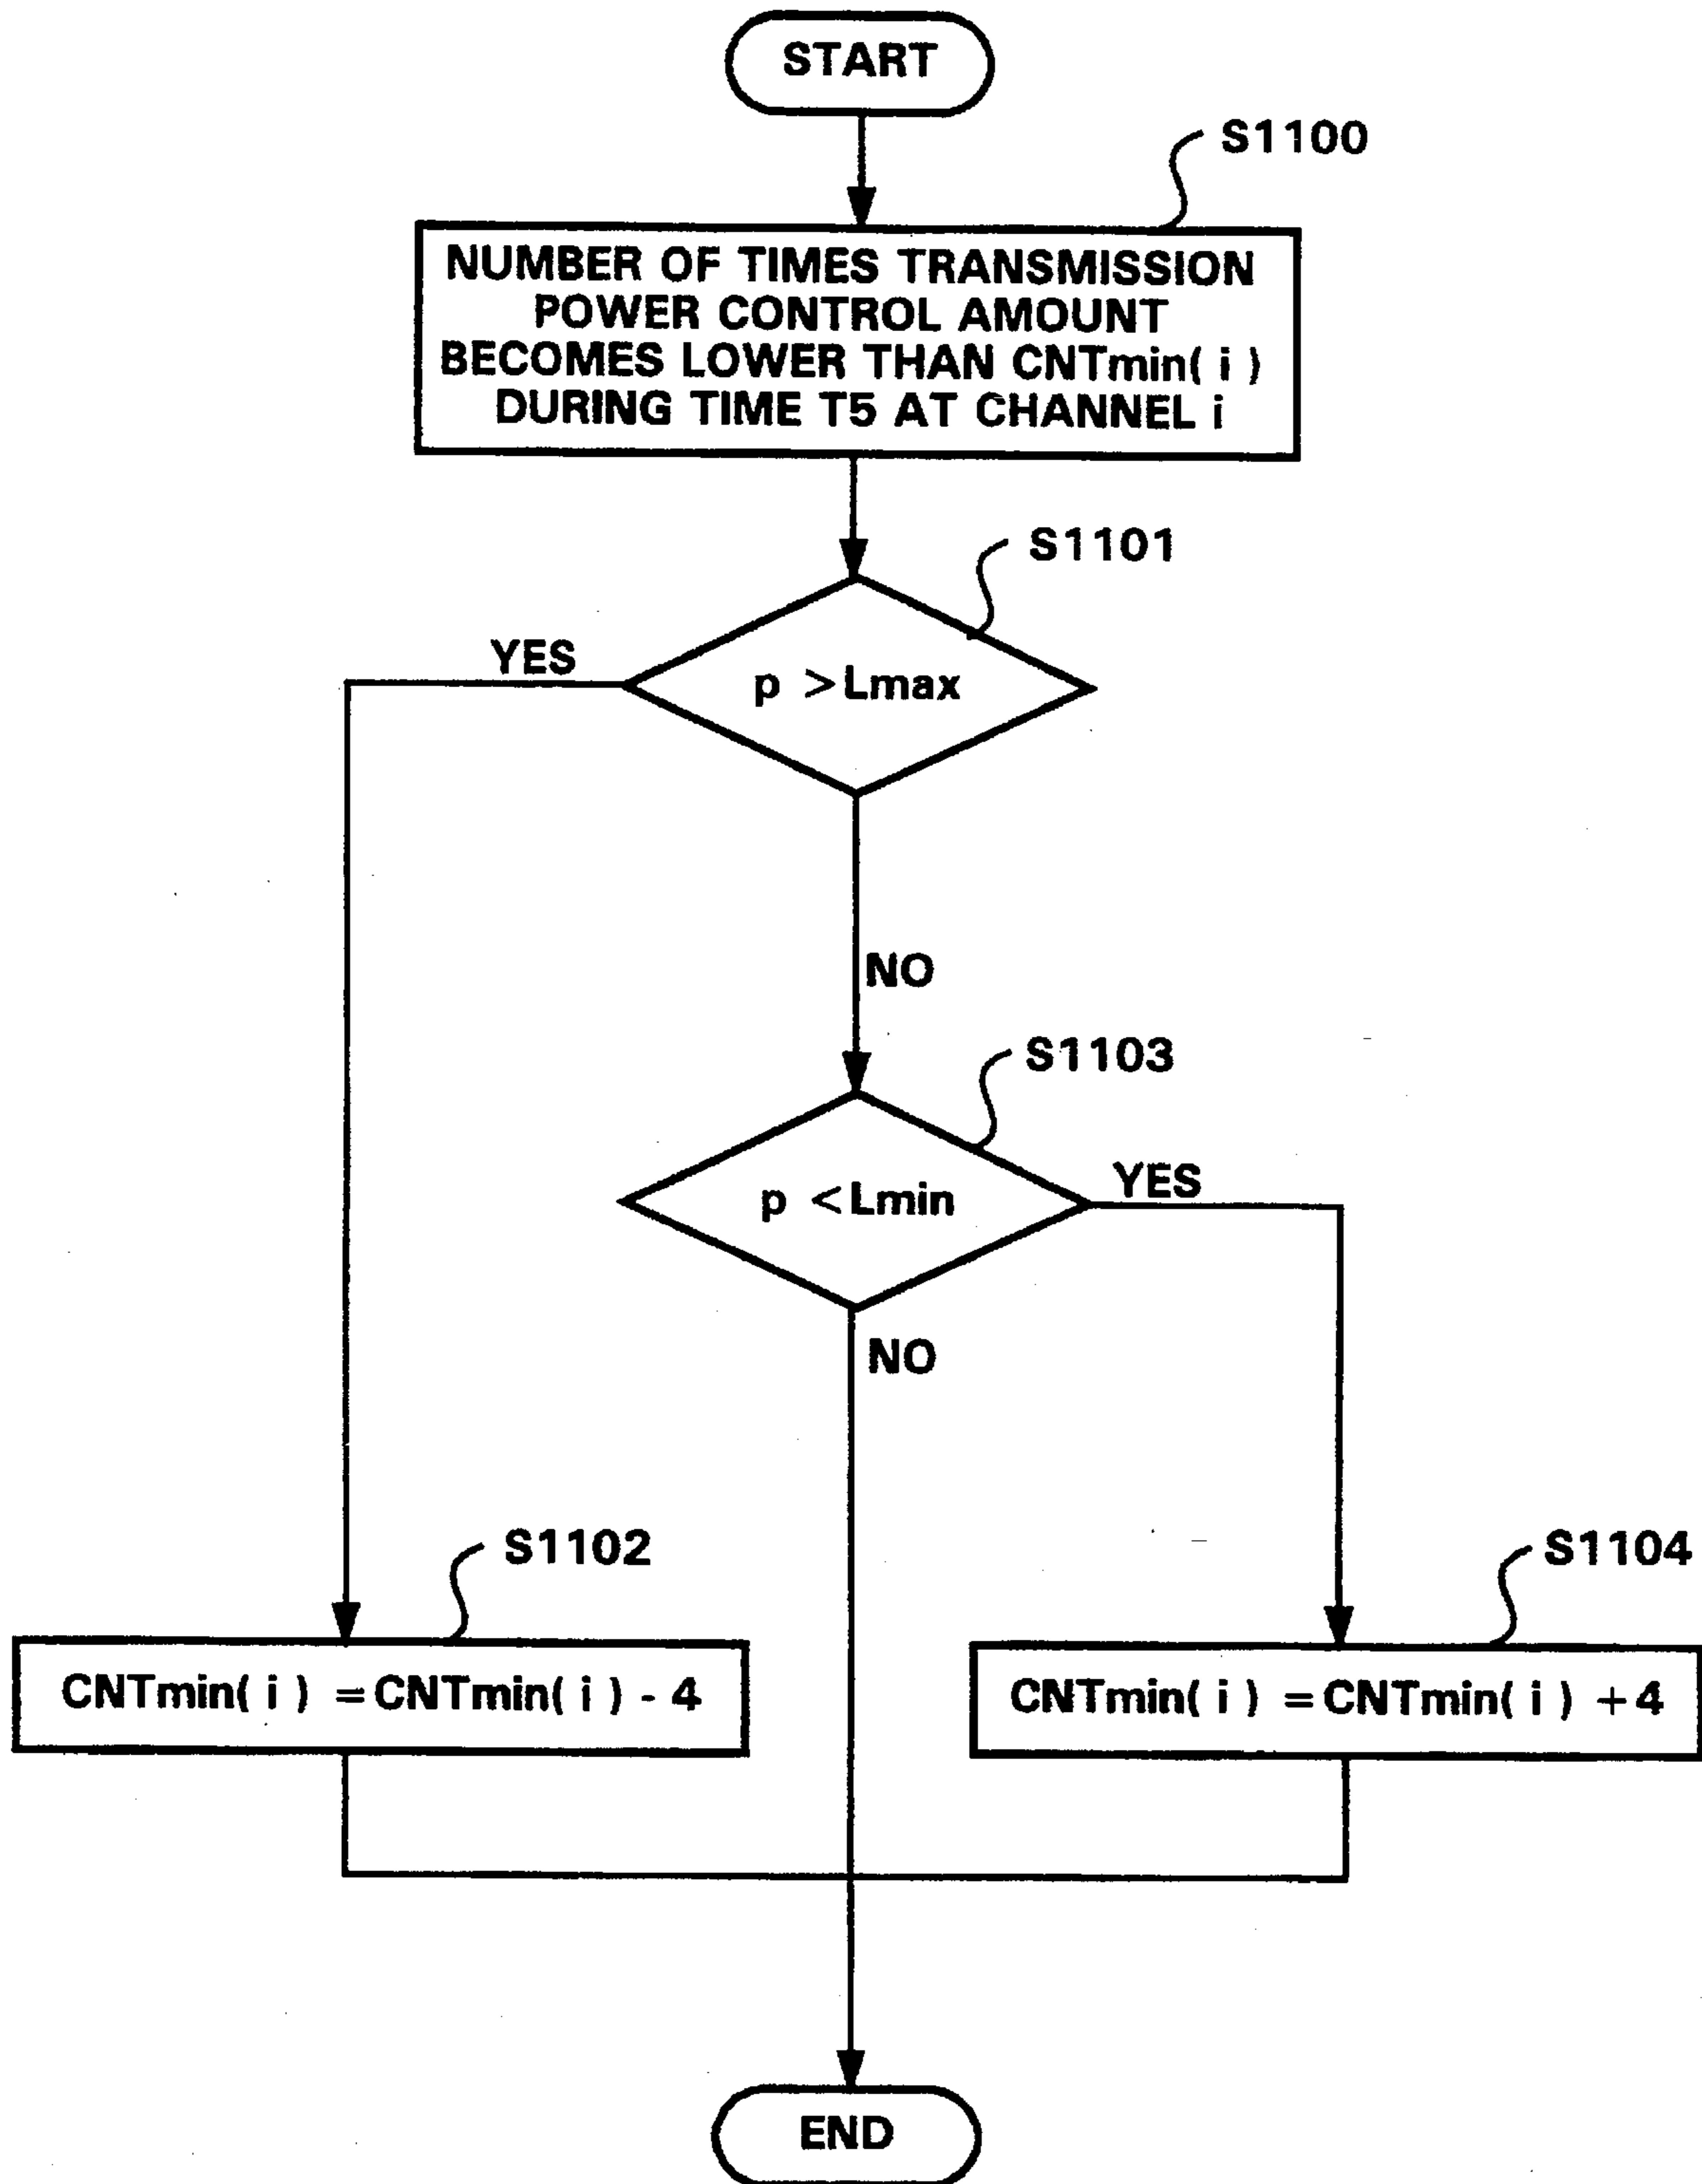 START
S1100
NUMBER OF TIMES TRANSMISSION
POWER CONTROL AMOUNT
BECOMES LOWER THAN CNTmin( i )
DURING TIME T5 AT CHANNEL i
S1101
YES
p >Lmax
NO
S1103
YES
p <Lmin
NO
S1102
S1104
CNTmin( i ) =CNTmin( i ) - 4
CNTmin( i ) =CNTmin( i ) +4
END